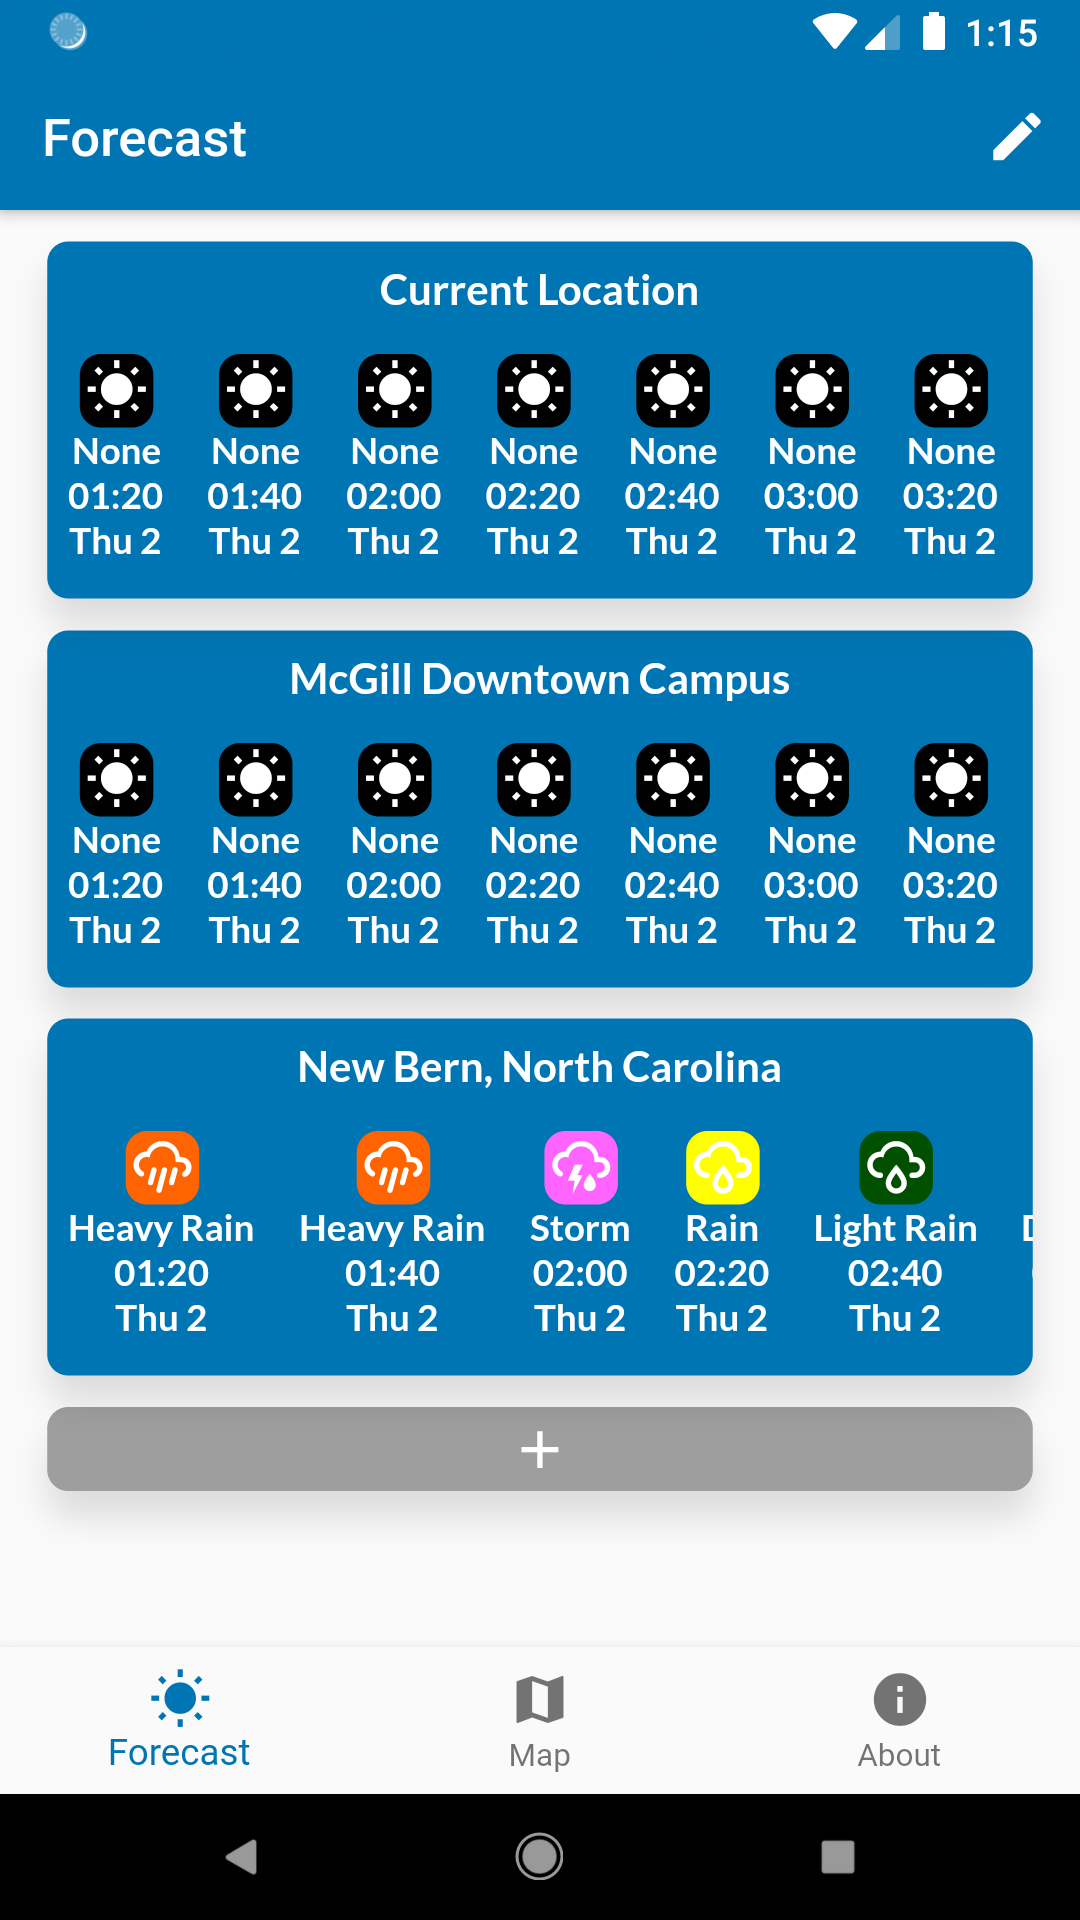 1:15
Forecast
Current Location
None None None None None None None
01:20 01:40 02:00 02:20 02:40 03:00 03:20
Thu 2 Thu 2 Thu 2 Thu 2 Thu 2 Thu 2 Thu 2
McGill Downtown Campus
None None None None None None None
01:20 01:40 02:00 02:20 02:40 03:00 03:20
Thu 2 Thu 2 Thu 2 Thu 2 Thu 2 Thu 2 Thu 2
New Bern, North Carolina
Heavy Rain Heavy Rain Storm Rain Light Rain
01:20 01:40 02:00 02:20 02:40
Thu 2 Thu 2 Thu 2 Thu 2 Thu 2
+
Forecast Map About